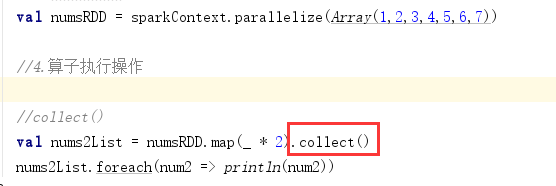 val numsRDD = sparkContext.parallelize(Array(1,2,3,4,5,6,7))
//4.算子执行操作
//collect()
val nums2List = numsRDD.map(_ * 2).collect()
nums2List.foreach(num2 => println(num2))